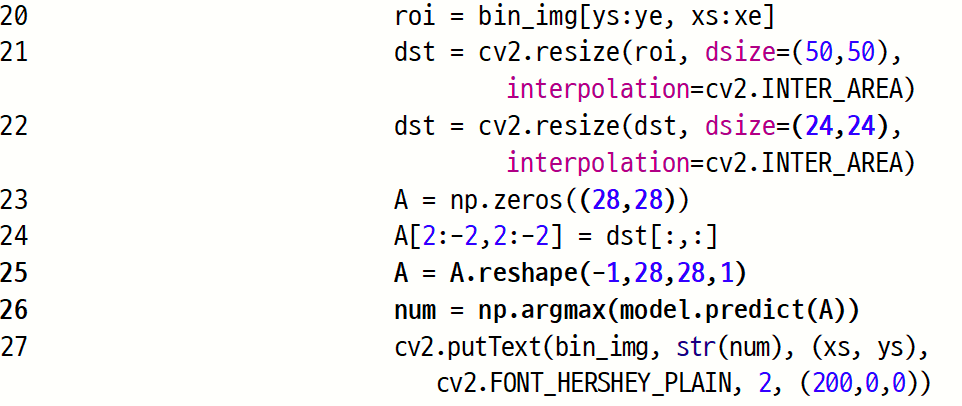 20 roi = bin_img[ys:ye, xs:xe]
21 dst = cv2.resize(roi, dsize=(50,50),
interpolation=cv2.INTER_AREA)
22 dst = cv2.resize(dst, dsize=(24,24),
interpolation=cv2.INTER_AREA)
23 A = np.zeros((28,28))
24 A[2:-2,2:-2] = dst[:,:]
25 A = A.reshape(-1,28,28,1)
26 num = np.argmax(model.predict(A))
27 cv2.putText(bin_img, str(num), (xs, ys),
cv2.FONT_HERSHEY_PLAIN, 2, (200,0,0))